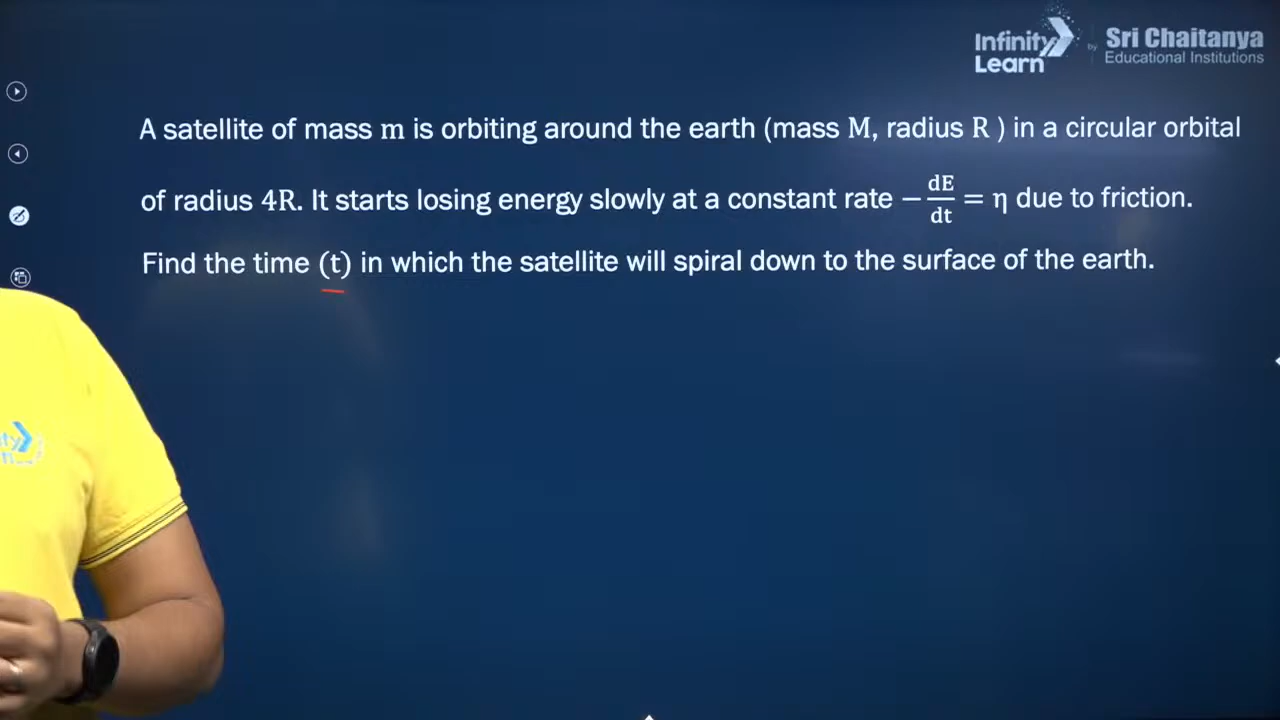 Infinity Learn by Sri Chaitanya Educational Institutions
A satellite of mass m is orbiting around the earth (mass M, radius R ) in a circular orbital
of radius 4R. It starts losing energy slowly at a constant rate − dE/dt = η due to friction.
Find the time (t) in which the satellite will spiral down to the surface of the earth.